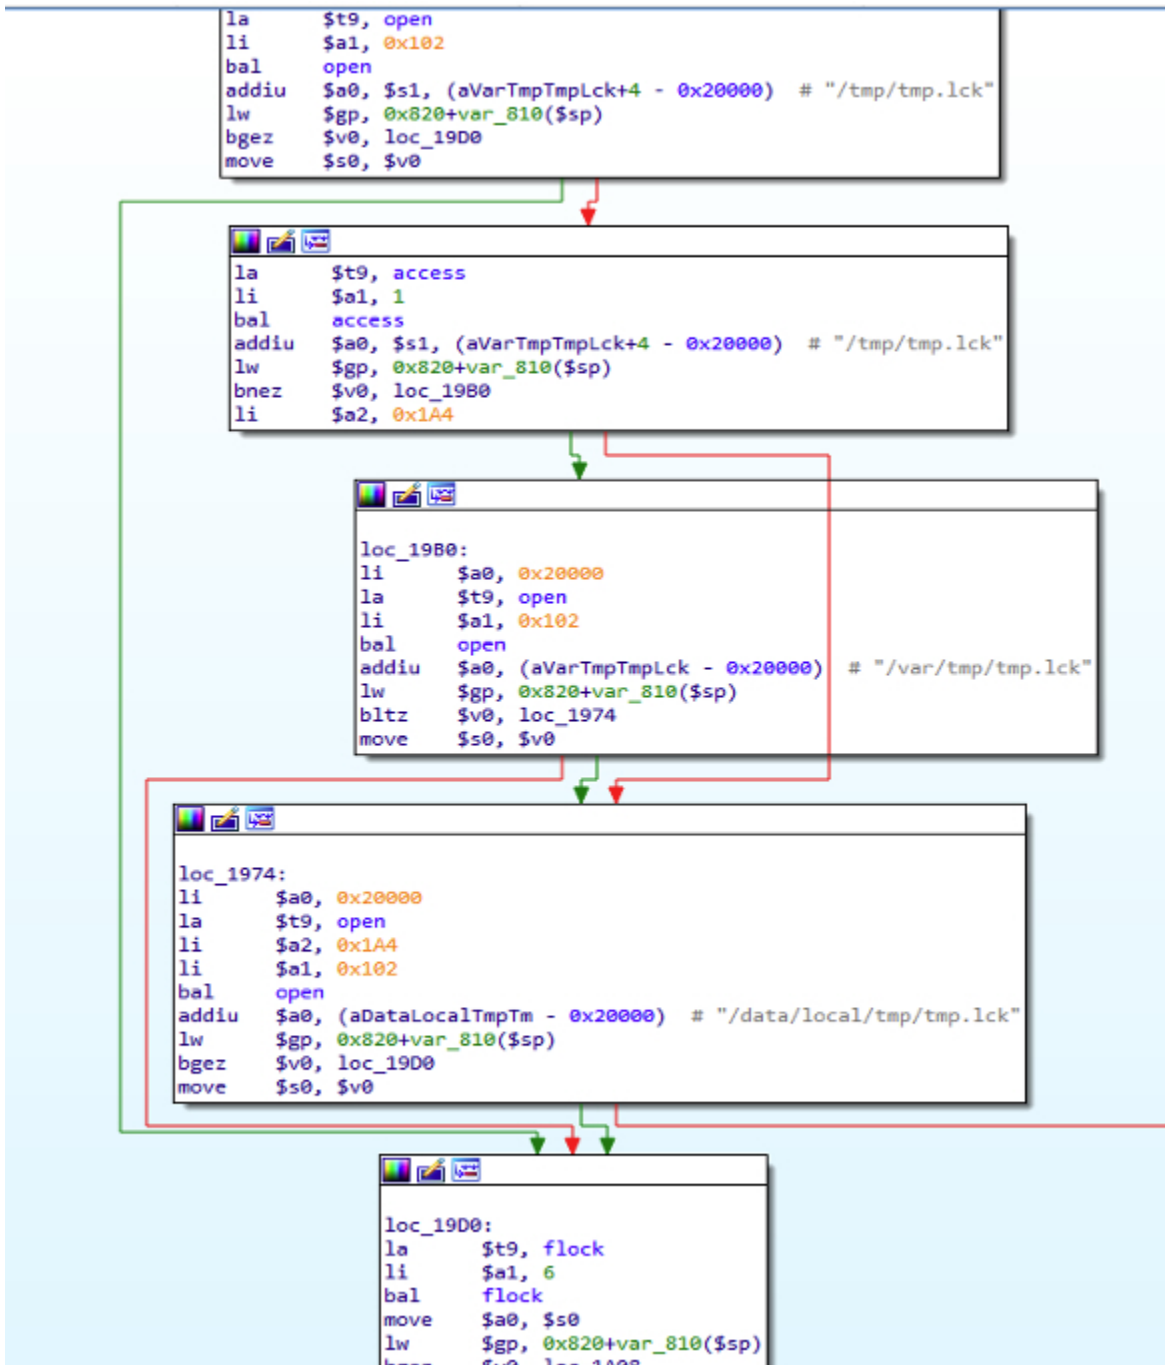 la $t9, open
li $a1, 0x102
bal open
addiu $a0, $s1, (aVarTmpTmpLck+4 - 0x20000) # "/tmp/tmp.lck"
lw $gp, 0x820+var_810($sp)
bgez $v0, loc_19D0
move $s0, $v0
la $t9, access
li $a1, 1
bal access
addiu $a0, $s1, (aVarTmpTmpLck+4 - 0x20000) # "/tmp/tmp.lck"
lw $gp, 0x820+var_810($sp)
bnez $v0, loc_19B0
li $a2, 0x1A4
loc_19B0:
li $a0, 0x20000
la $t9, open
li $a1, 0x102
bal open
addiu $a0, (aVarTmpTmpLck - 0x20000) # "/var/tmp/tmp.lck"
lw $gp, 0x820+var_810($sp)
bltz $v0, loc_1974
move $s0, $v0
loc_1974:
li $a0, 0x20000
la $t9, open
li $a2, 0x1A4
li $a1, 0x102
bal open
addiu $a0, (aDataLocalTmpTm - 0x20000) # "/data/local/tmp/tmp.lck"
lw $gp, 0x820+var_810($sp)
bgez $v0, loc_19D0
move $s0, $v0
loc_19D0:
la $t9, flock
li $a1, 6
bal flock
move $a0, $s0
lw $gp, 0x820+var_810($sp)